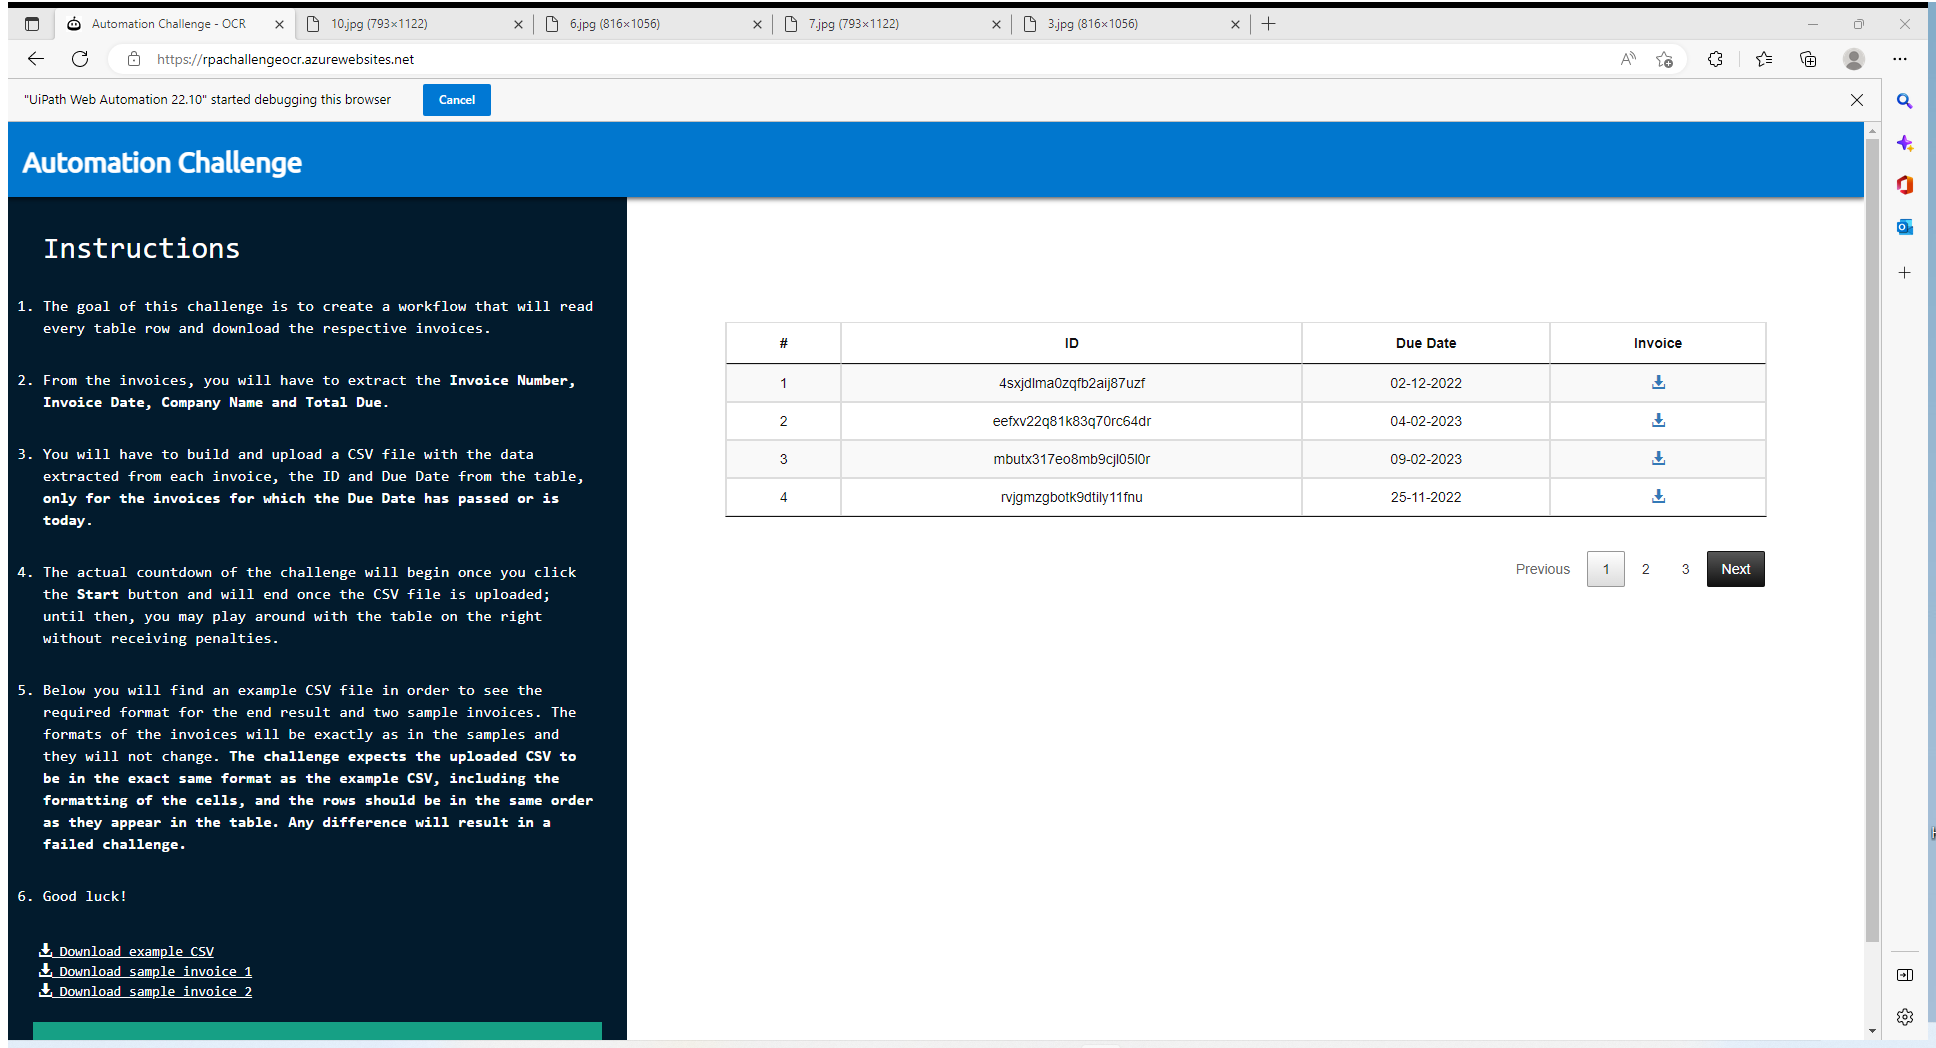 Automation Challenge - OCR
10.jpg (793×1122)
6.jpg (816×1056)
7.jpg (793×1122)
3.jpg (816×1056)
https://rpachallengeocr.azurewebsites.net
"UiPath Web Automation 22.10" started debugging this browser
Cancel
Automation Challenge
Instructions
1. The goal of this challenge is to create a workflow that will read
every table row and download the respective invoices.
2. From the invoices, you will have to extract the Invoice Number,
Invoice Date, Company Name and Total Due.
3. You will have to build and upload a CSV file with the data
extracted from each invoice, the ID and Due Date from the table,
only for the invoices for which the Due Date has passed or is
today.
4. The actual countdown of the challenge will begin once you click
the Start button and will end once the CSV file is uploaded;
until then, you may play around with the table on the right
without receiving penalties.
5. Below you will find an example CSV file in order to see the
required format for the end result and two sample invoices. The
formats of the invoices will be exactly as in the samples and
they will not change. The challenge expects the uploaded CSV to
be in the exact same format as the example CSV, including the
formatting of the cells, and the rows should be in the same order
as they appear in the table. Any difference will result in a
failed challenge.
6. Good luck!
Download example CSV
Download sample invoice 1
Download sample invoice 2
# ID Due Date Invoice
1 4sxjdlma0zqfb2aij87uzf 02-12-2022
2 eefxv22q81k83q70rc64dr 04-02-2023
3 mbutx317eo8mb9cjl05l0r 09-02-2023
4 rvjgmzgbotk9dtily11fnu 25-11-2022
Previous 1 2 3 Next